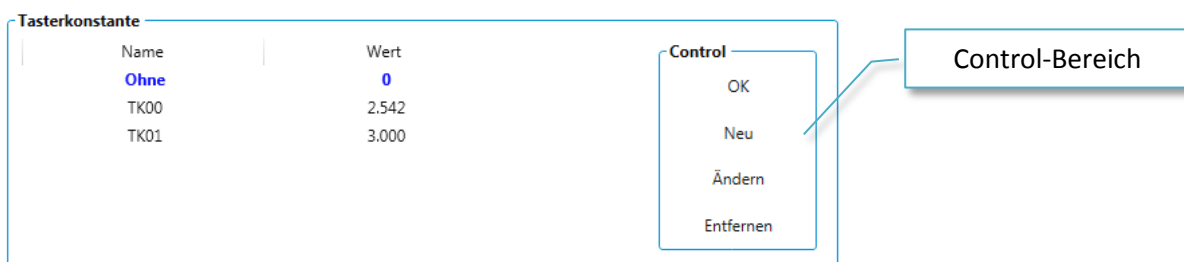 Tasterkonstante
Name Wert
Ohne 0
TK00 2.542
TK01 3.000
Control
OK
Neu
Ändern
Entfernen
Control-Bereich